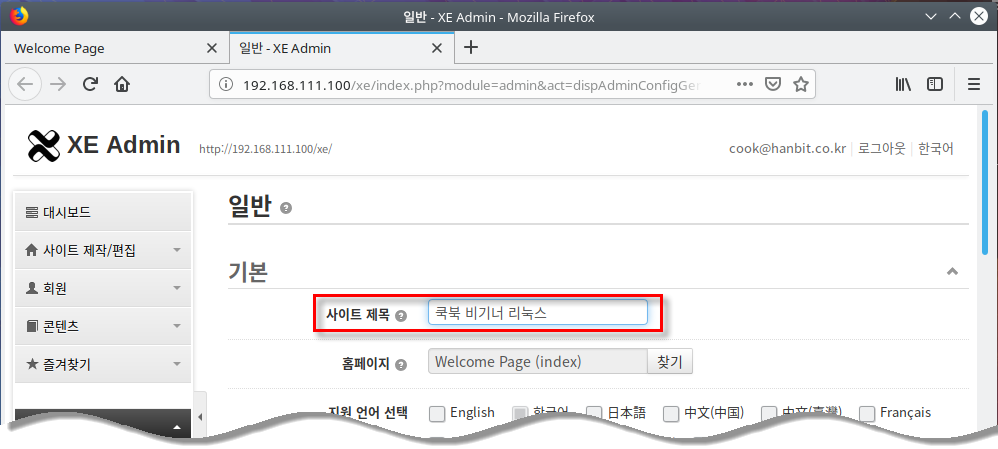 일반 - XE Admin - Mozilla Firefox
Welcome Page
일반 - XE Admin
192.168.111.100/xe/index.php?module=admin&act=dispAdminConfigGe
XE Admin http://192.168.111.100/xe/
cook@hanbit.co.kr 로그아웃 한국어
대시보드
사이트 제작/편집
회원
콘텐츠
즐겨찾기
일반
기본
사이트 제목 쿡북 비기너 리눅스
홈페이지 Welcome Page (index) 찾기
지원 언어 선택 English 한국어 日本語 中文(中国) 中文(臺灣) Français